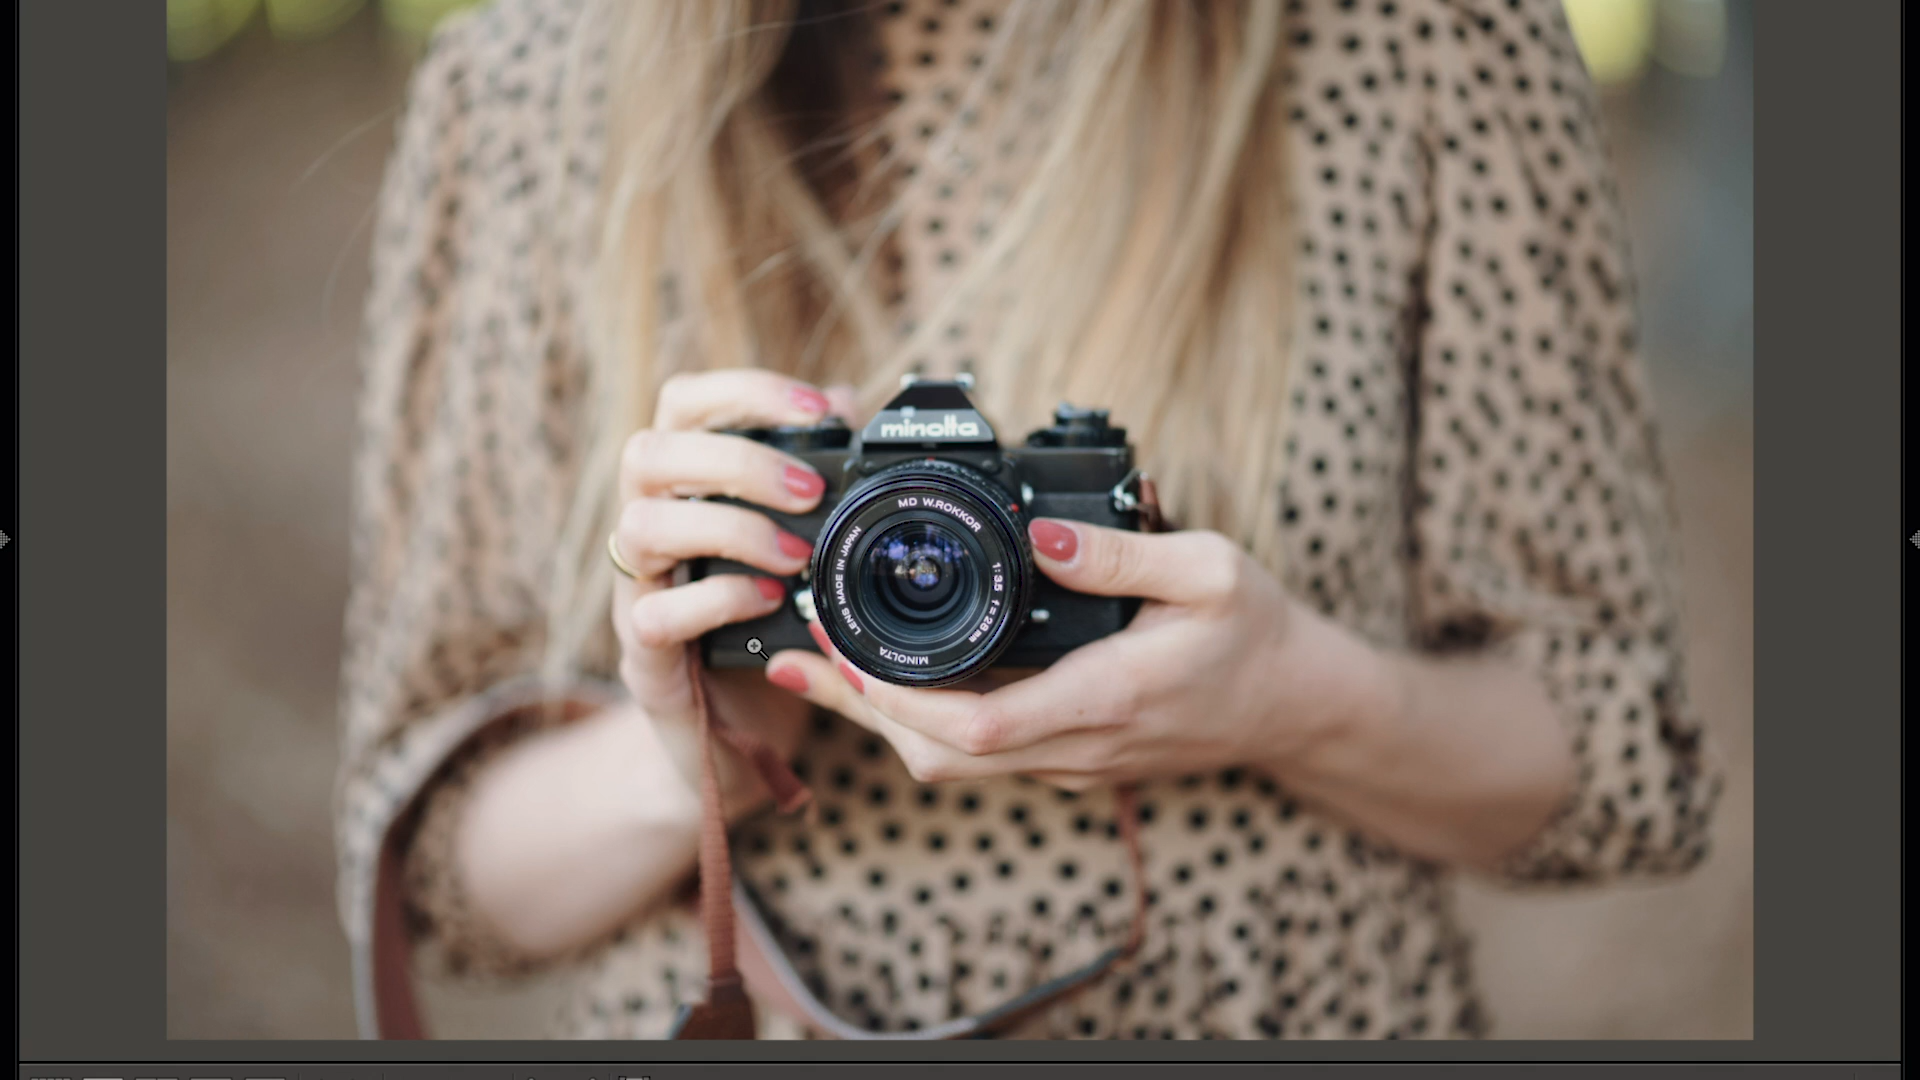 minolta
MD W.ROKKOR
1:3.5 f=28mm
MINOLTA
LENS MADE IN JAPAN